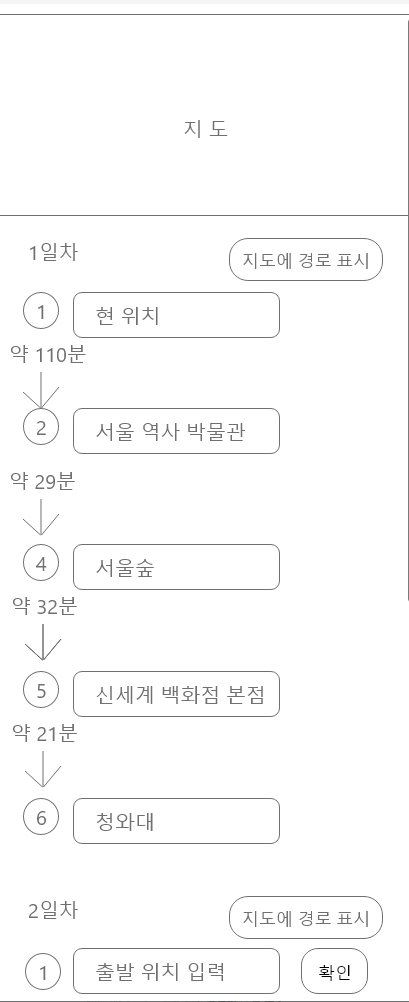 지 도
1일차
지도에 경로 표시
1
현 위치
약 110분
2
서울 역사 박물관
약 29분
4
서울숲
약 32분
5
신세계 백화점 본점
약 21분
6
청와대
2일차
지도에 경로 표시
1
출발 위치 입력
확인